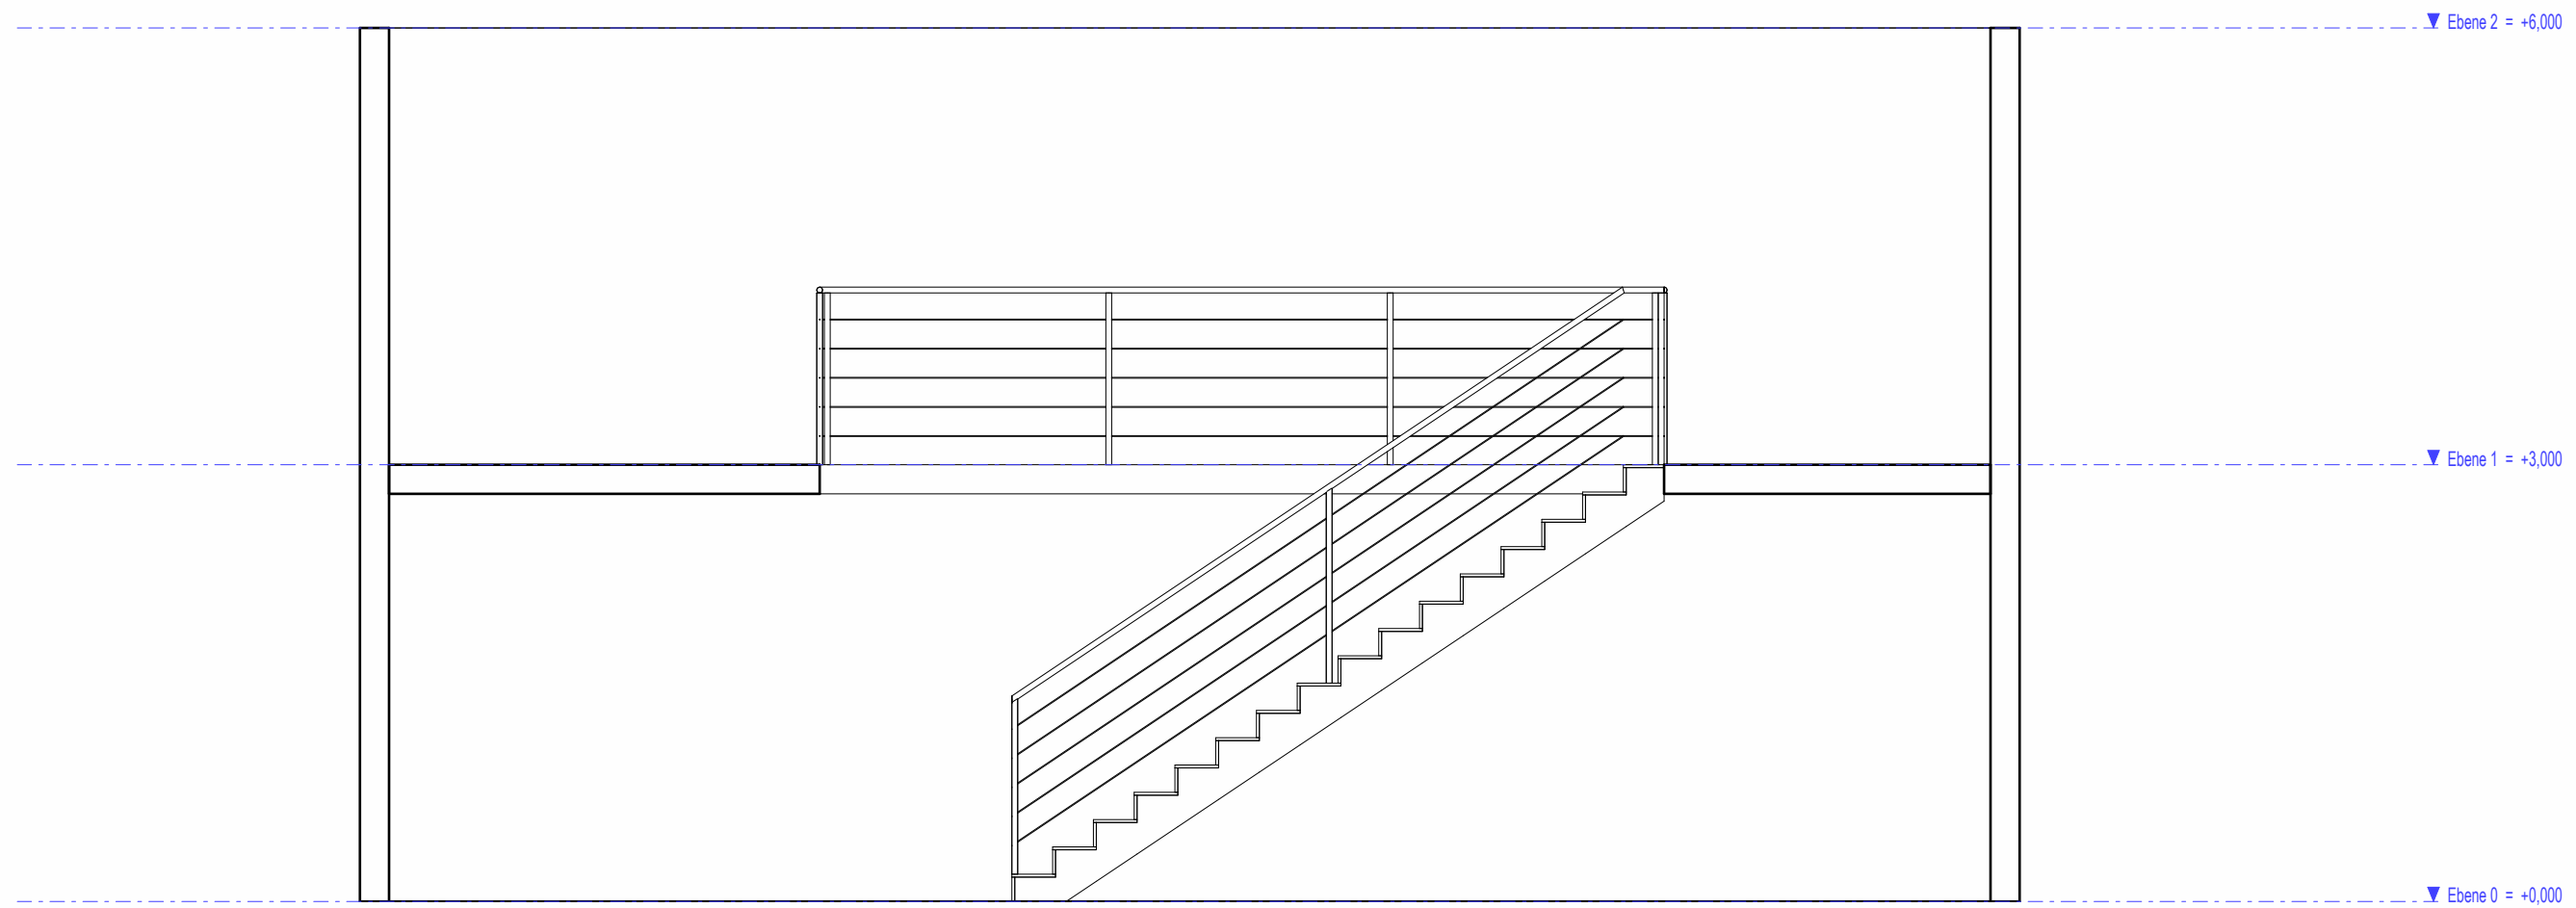 Ebene 2 = +6,000
Ebene 1 = +3,000
Ebene 0 = +0,000